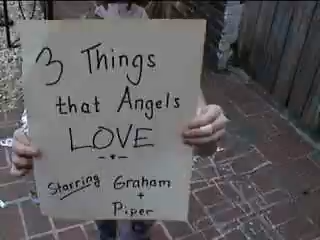 3 Things
that Angels
LOVE
Starring Graham
+
Piper